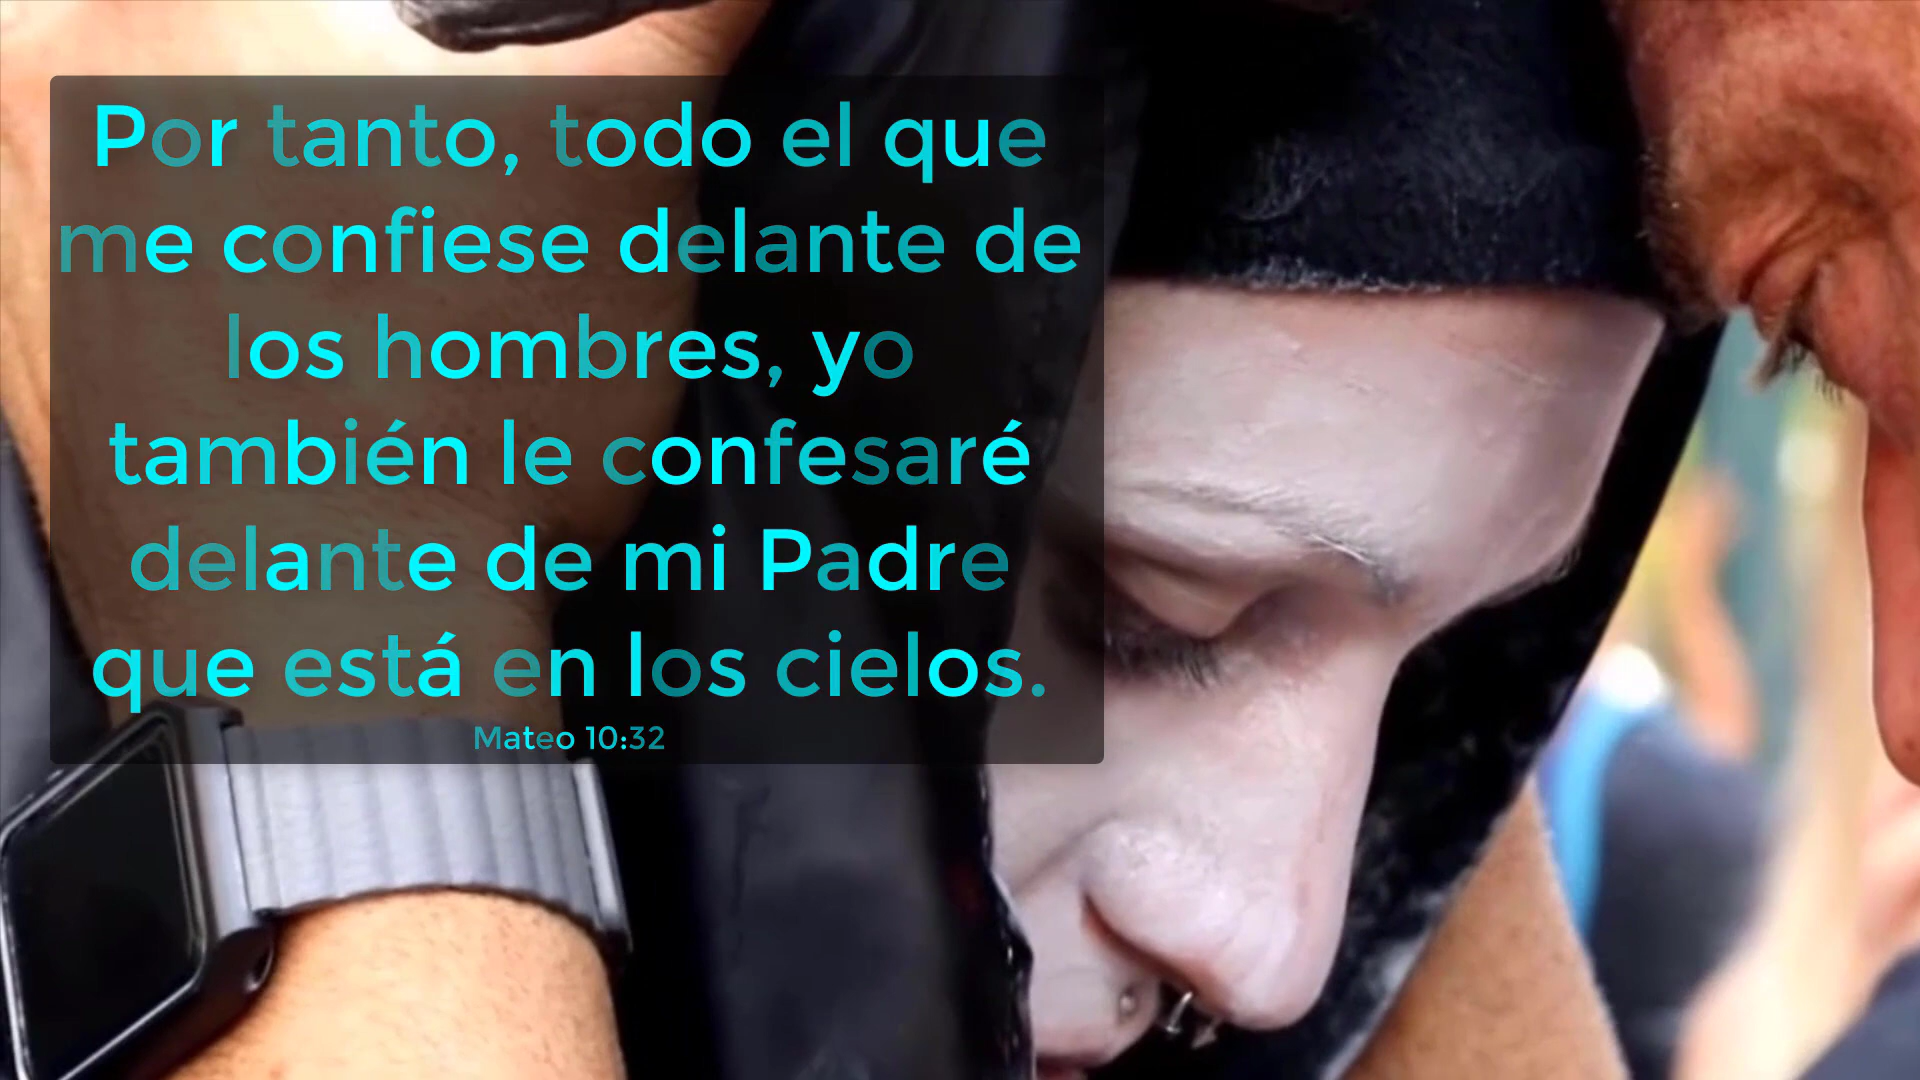 Por tanto, todo el que
me confiese delante de
los hombres, yo
también le confesaré
delante de mi Padre
que está en los cielos.
Mateo 10:32